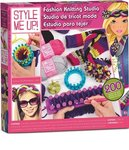 STYLE
ME UP!
Fashion Knitting Studio
Studio de tricot mode
Estudio para tejer
200